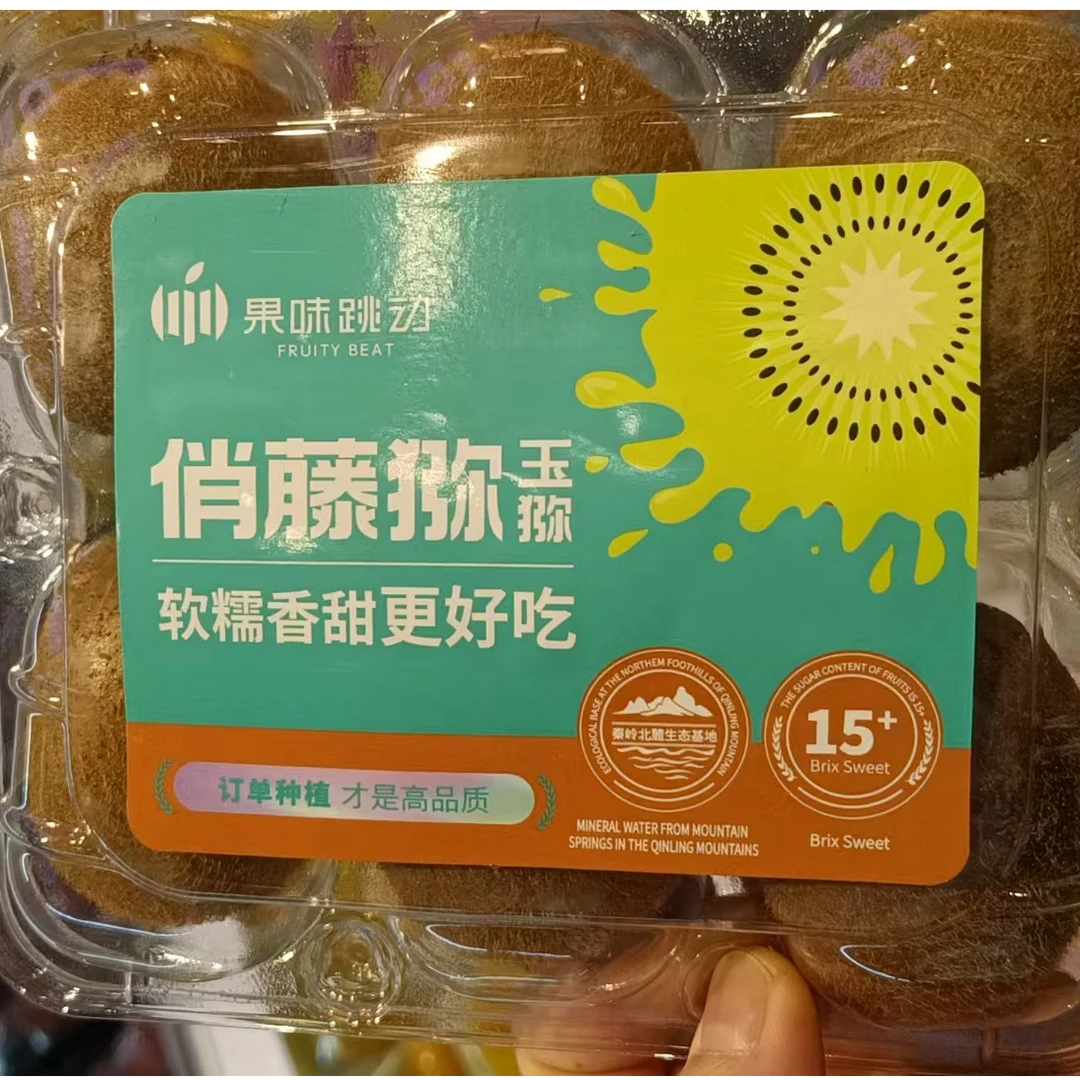 果味跳动
FRUITY BEAT
俏藤猕
玉猕
软糯香甜更好吃
订单种植 才是高品质
ECOLOGICAL BASE AT THE NORTHEM FOOTHILLS OF QINLING MOUNTAIN
秦岭北麓生态基地
MINERAL WATER FROM MOUNTAIN
SPRINGS IN THE QINLING MOUNTAINS
THE SUGAR CONTENT OF FRUITS IS 15+
15+
Brix Sweet
Brix Sweet